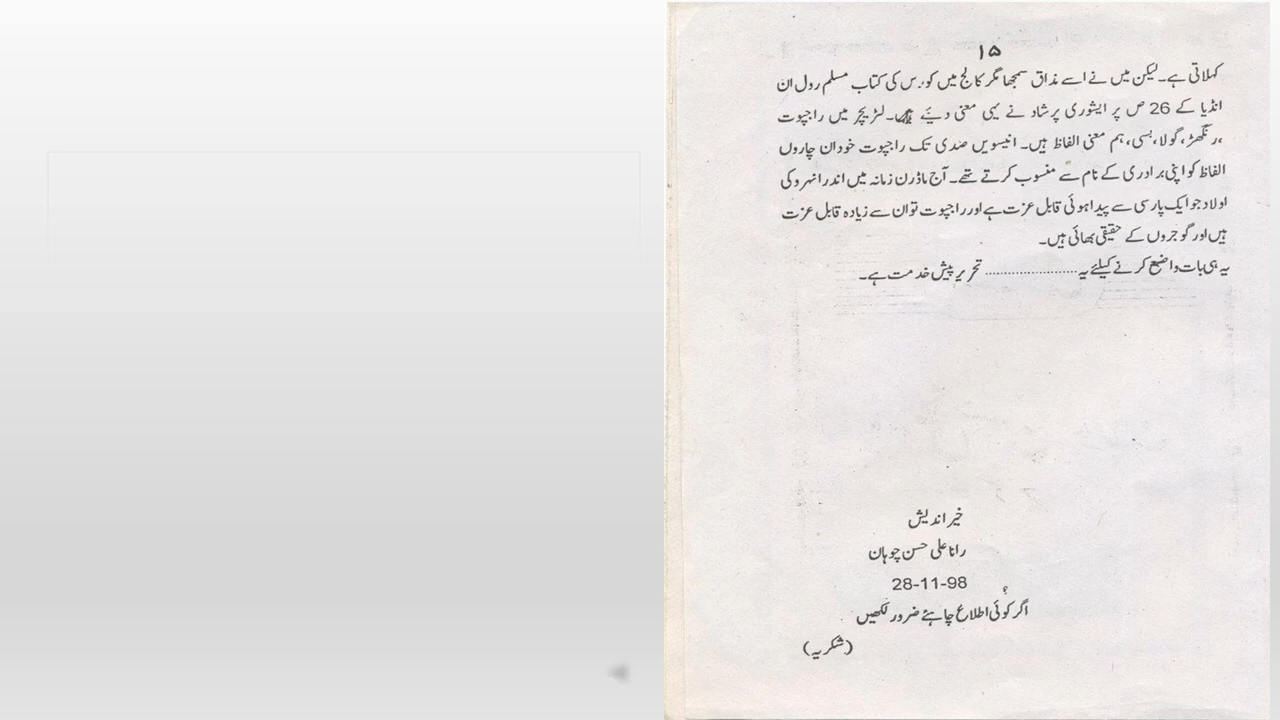 ۱۵
کہلاتی ہے۔لیکن میں نے اسے مذاق سمجھا مگر کالج میں کورس کی کتاب مسلم رول ان
انڈیا کے 26 ص پر ایشوری پرشاد نے یہی معنی دیئے ہیں۔لٹریچر میں راجپوت
،رنگھڑ،گولا،بسی،ہم معنی الفاظ ہیں۔ انیسویں صدی تک راجپوت خودان چاروں
الفاظ کو اپنی برادری کے نام سے منسوب کرتے تھے۔ آج ماڈرن زمانہ میں اندرا نہرو کی
اولاد جو ایک پارسی سے پیدا ہوئی قابل عزت ہے اور راجپوت تو ان سے زیادہ قابل عزت
ہیں اور گوجروں کے حقیقی بھائی ہیں۔
یہ ہی بات واضع کرنے کیلئے یہ ........................ تحریر پیش خدمت ہے۔
خیر اندیش
رانا علی حسن چوہان
28-11-98
اگر کوئی اطلاع چاہئے ضرور لکھیں
(شکریہ)